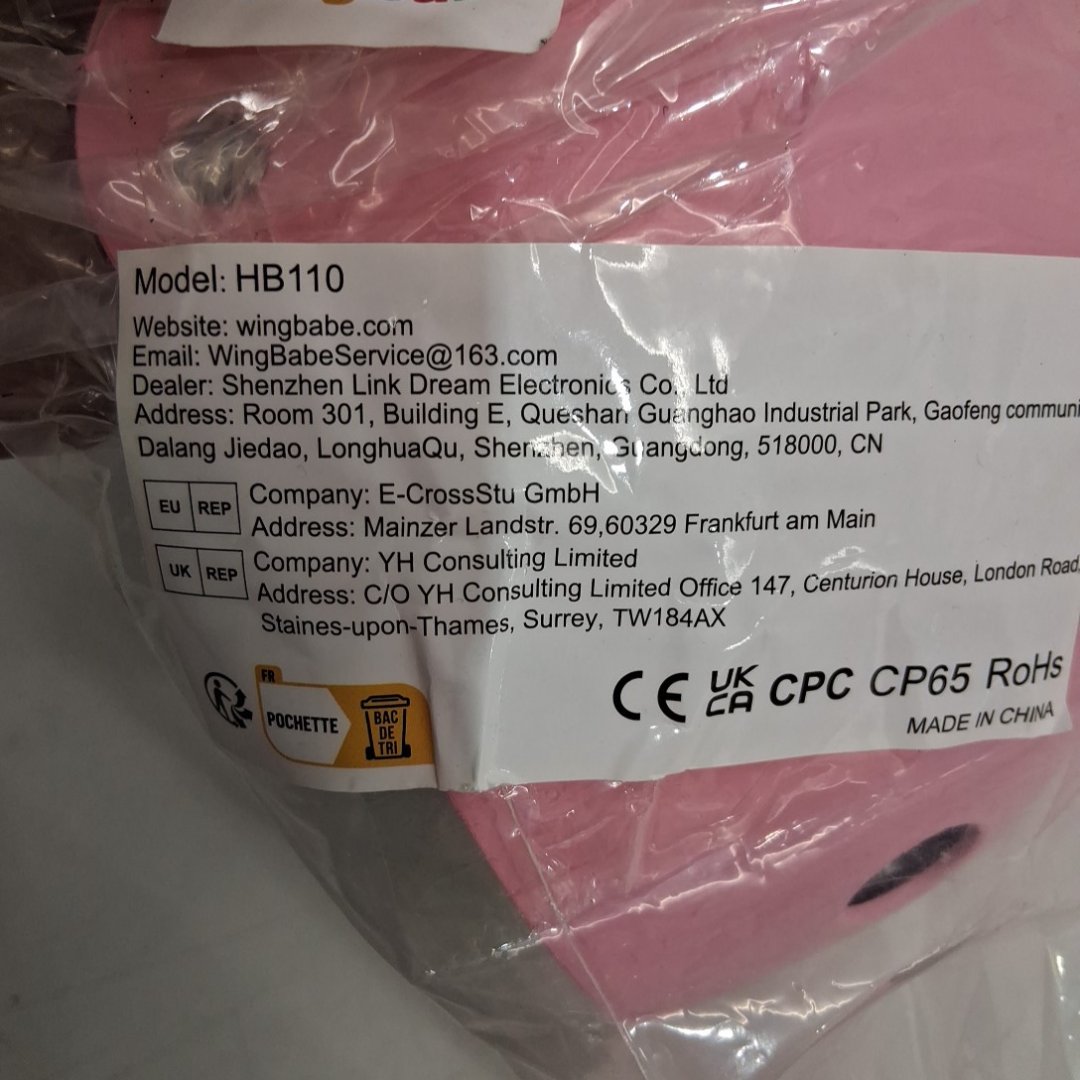 Model: HB110
Website: wingbabe.com
Email: WingBabeService@163.com
Dealer: Shenzhen Link Dream Electronics Co., Ltd
Address: Room 301, Building E, Queshan Guanghao Industrial Park, Gaofeng communi
Dalang Jiedao, LonghuaQu, Shenzhen, Guangdong, 518000, CN
EU REP
Company: E-CrossStu GmbH
Address: Mainzer Landstr. 69,60329 Frankfurt am Main
UK REP
Company: YH Consulting Limited
Address: C/O YH Consulting Limited Office 147, Centurion House, London Road,
Staines-upon-Thames, Surrey, TW184AX
FR
POCHETTE
BAC
DE
TRI
CE UK CA CPC CP65 RoHs
MADE IN CHINA